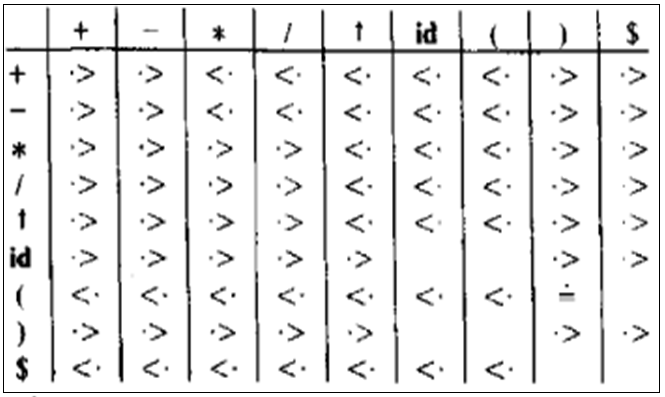 + − * / ↑ id ( ) $
+ ·> ·> <· <· <· <· <· ·> ·>
− ·> ·> <· <· <· <· <· ·> ·>
* ·> ·> ·> ·> <· <· <· ·> ·>
/ ·> ·> ·> ·> <· <· <· ·> ·>
↑ ·> ·> ·> ·> <· <· <· ·> ·>
id ·> ·> ·> ·> ·> ·> ·>
( <· <· <· <· <· <· <· ≐
) ·> ·> ·> ·> ·> ·> ·>
$ <· <· <· <· <· <· <·